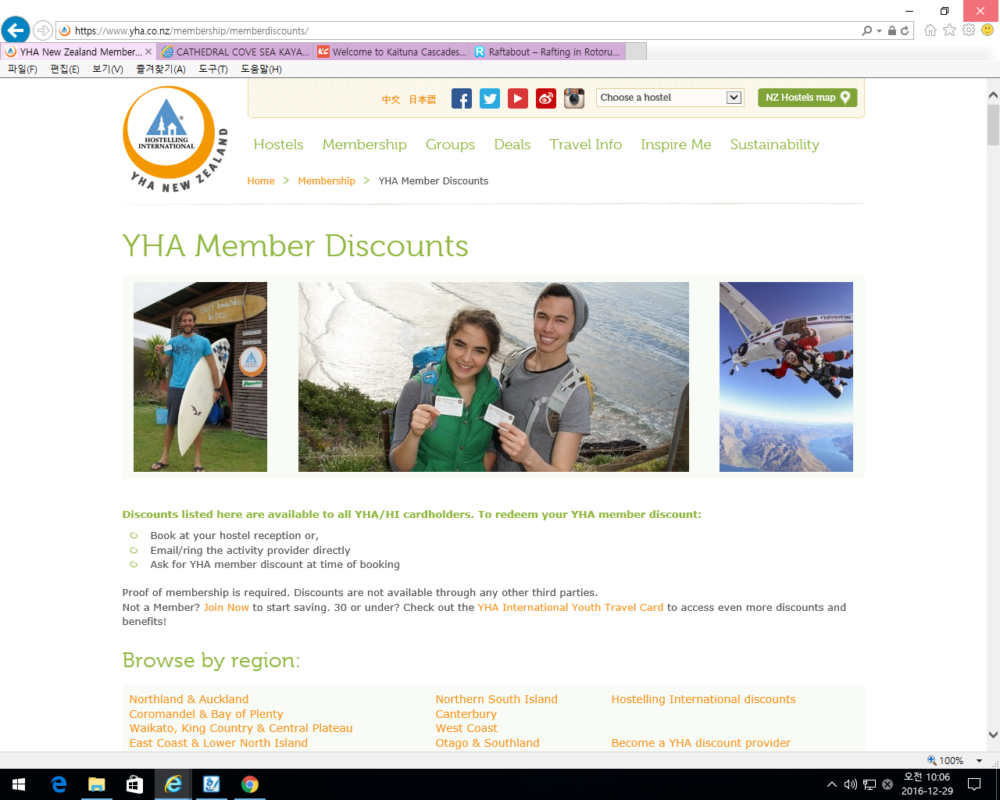 https://www.yha.co.nz/membership/memberdiscounts/
YHA New Zealand Member...
CATHEDRAL COVE SEA KAYA...
Welcome to Kaituna Cascades...
Raftabout – Rafting in Rotoru...
파일(F) 편집(E) 보기(V) 즐겨찾기(A) 도구(T) 도움말(H)
HOSTELLING
INTERNATIONAL
YHA NEW ZEALAND
中文 日本語
Choose a hostel
NZ Hostels map
Hostels Membership Groups Deals Travel Info Inspire Me Sustainability
Home > Membership > YHA Member Discounts
YHA Member Discounts
surf boards
bikes
Discounts listed here are available to all YHA/HI cardholders. To redeem your YHA member discount:
Book at your hostel reception or,
Email/ring the activity provider directly
Ask for YHA member discount at time of booking
Proof of membership is required. Discounts are not available through any other third parties.
Not a Member? Join Now to start saving. 30 or under? Check out the YHA International Youth Travel Card to access even more discounts and
benefits!
Browse by region:
Northland & Auckland
Coromandel & Bay of Plenty
Waikato, King Country & Central Plateau
East Coast & Lower North Island
Northern South Island
Canterbury
West Coast
Otago & Southland
Hostelling International discounts
Become a YHA discount provider
100%
오전 10:06
2016-12-29